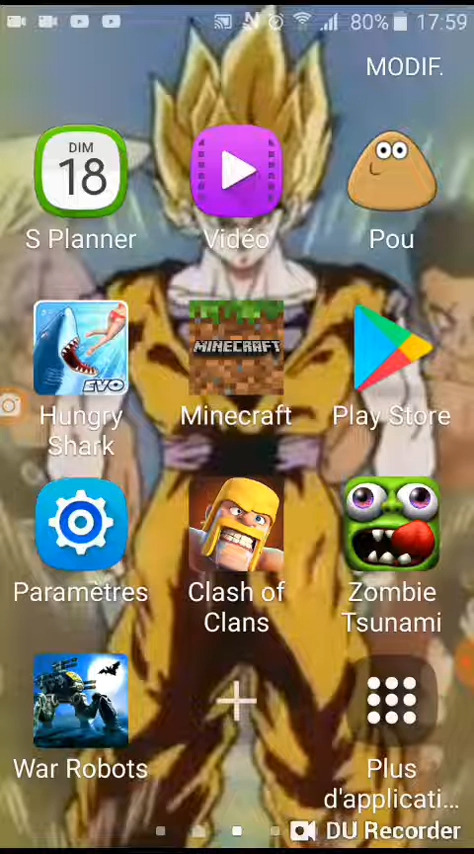 80% 17:59
MODIF.
DIM
18
S Planner
Vidéo
Pou
EVO
MINECRAFT
Hungry
Shark
Minecraft
Play Store
Paramètres
Clash of
Clans
Zombie
Tsunami
War Robots
Plus
d'applicati...
DU Recorder